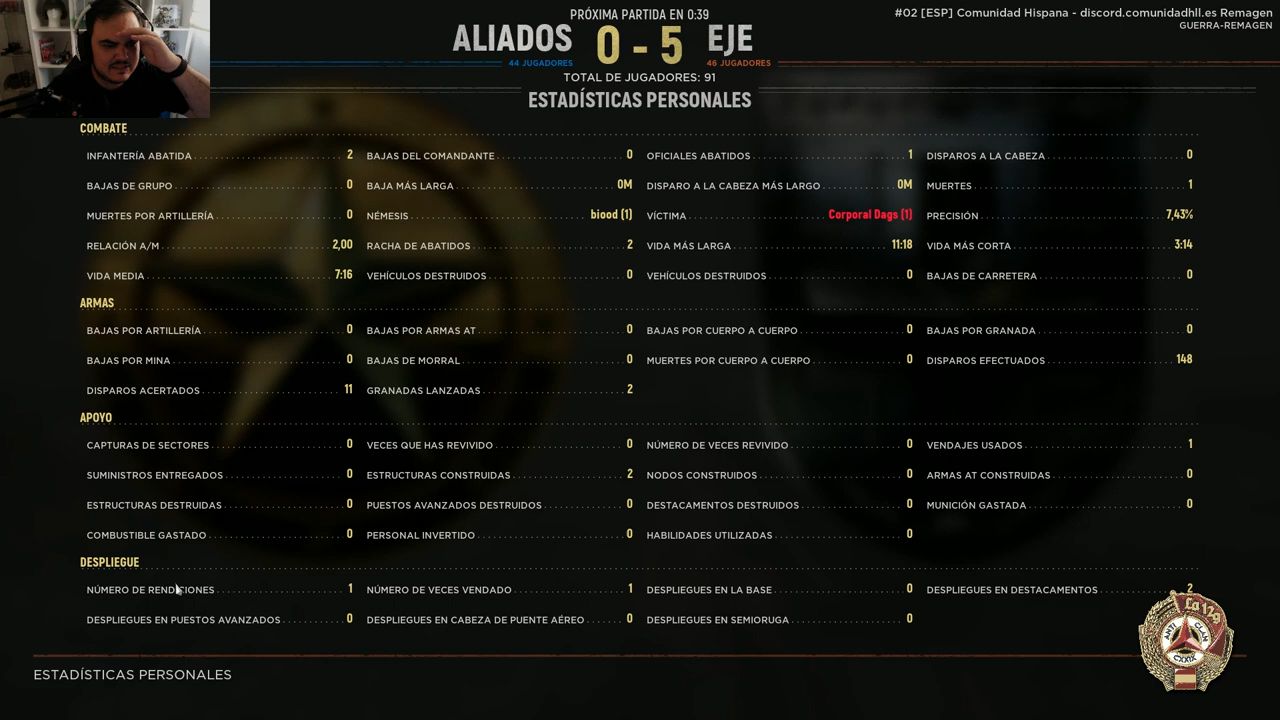 PRÓXIMA PARTIDA EN 0:39
#02 [ESP] Comunidad Hispana - discord.comunidadhll.es Remagen
GUERRA-REMAGEN
ALIADOS 0 - 5 EJE
44 JUGADORES 46 JUGADORES
TOTAL DE JUGADORES: 91
ESTADÍSTICAS PERSONALES
COMBATE
INFANTERÍA ABATIDA 2 BAJAS DEL COMANDANTE 0 OFICIALES ABATIDOS 1 DISPAROS A LA CABEZA 0
BAJAS DE GRUPO 0 BAJA MÁS LARGA 0M DISPARO A LA CABEZA MÁS LARGO 0M MUERTES 1
MUERTES POR ARTILLERÍA 0 NÉMESIS biood (1) VÍCTIMA Corporal Dags (1) PRECISIÓN 7,43%
RELACIÓN A/M 2,00 RACHA DE ABATIDOS 2 VIDA MÁS LARGA 11:18 VIDA MÁS CORTA 3:14
VIDA MEDIA 7:16 VEHÍCULOS DESTRUIDOS 0 VEHÍCULOS DESTRUIDOS 0 BAJAS DE CARRETERA 0
ARMAS
BAJAS POR ARTILLERÍA 0 BAJAS POR ARMAS AT 0 BAJAS POR CUERPO A CUERPO 0 BAJAS POR GRANADA 0
BAJAS POR MINA 0 BAJAS DE MORRAL 0 MUERTES POR CUERPO A CUERPO 0 DISPAROS EFECTUADOS 148
DISPAROS ACERTADOS 11 GRANADAS LANZADAS 2
APOYO
CAPTURAS DE SECTORES 0 VECES QUE HAS REVIVIDO 0 NÚMERO DE VECES REVIVIDO 0 VENDAJES USADOS 1
SUMINISTROS ENTREGADOS 0 ESTRUCTURAS CONSTRUIDAS 2 NODOS CONSTRUIDOS 0 ARMAS AT CONSTRUIDAS 0
ESTRUCTURAS DESTRUIDAS 0 PUESTOS AVANZADOS DESTRUIDOS 0 DESTACAMENTOS DESTRUIDOS 0 MUNICIÓN GASTADA 0
COMBUSTIBLE GASTADO 0 PERSONAL INVERTIDO 0 HABILIDADES UTILIZADAS 0
DESPLIEGUE
NÚMERO DE RENDICIONES 1 NÚMERO DE VECES VENDADO 1 DESPLIEGUES EN LA BASE 0 DESPLIEGUES EN DESTACAMENTOS 2
DESPLIEGUES EN PUESTOS AVANZADOS 0 DESPLIEGUES EN CABEZA DE PUENTE AÉREO 0 DESPLIEGUES EN SEMIORUGA 0
La 129
ANTI CLAN
CXXIX
ESTADÍSTICAS PERSONALES